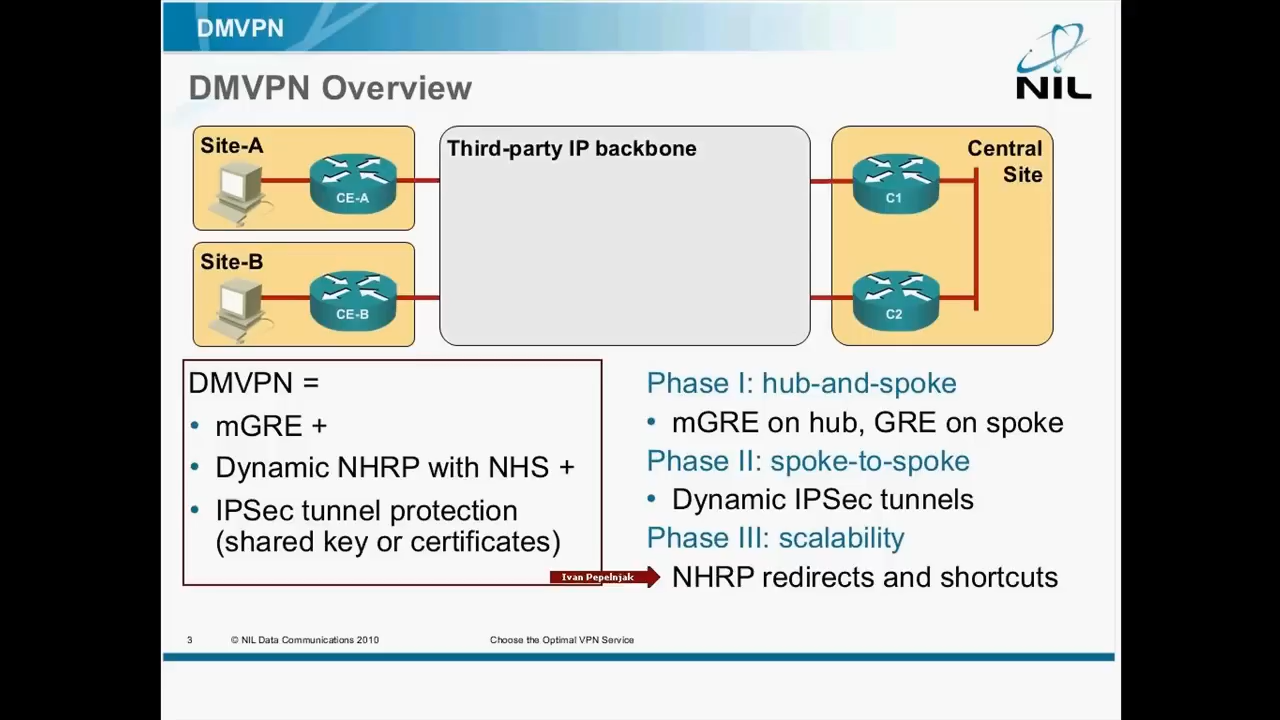 DMVPN
DMVPN Overview
NIL
Site-A
CE-A
Site-B
CE-B
Third-party IP backbone
Central
Site
C1
C2
DMVPN =
• mGRE +
• Dynamic NHRP with NHS +
• IPSec tunnel protection
(shared key or certificates)
Phase I: hub-and-spoke
• mGRE on hub, GRE on spoke
Phase II: spoke-to-spoke
• Dynamic IPSec tunnels
Phase III: scalability
Ivan Pepelnjak
NHRP redirects and shortcuts
3
© NIL Data Communications 2010
Choose the Optimal VPN Service